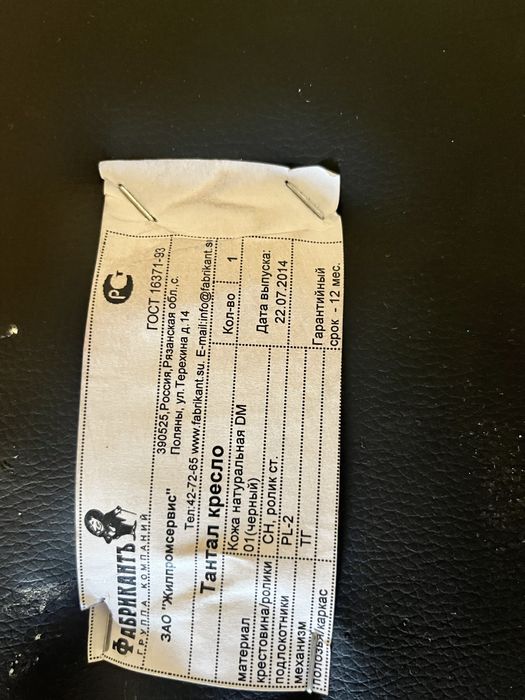 ФАБРИКАНТЪ
ГРУППА КОМПАНИЙ
РСТ
ГОСТ 16371-93
ЗАО "Жилпромсервис"
390525,Россия,Рязанская обл.,с.
Поляны, ул.Терехина д.14
Тел:42-72-65 www.fabrikant.su, E-mail:info@fabrikant.s
Тантал кресло
материал Кожа натуральная DM 01(черный) Кол-во 1
крестовина/ролики CH, ролик ст.
подлокотники PL-2
механизм ТГ
полозья, каркас
Дата выпуска:
22.07.2014
Гарантийный
срок - 12 мес.